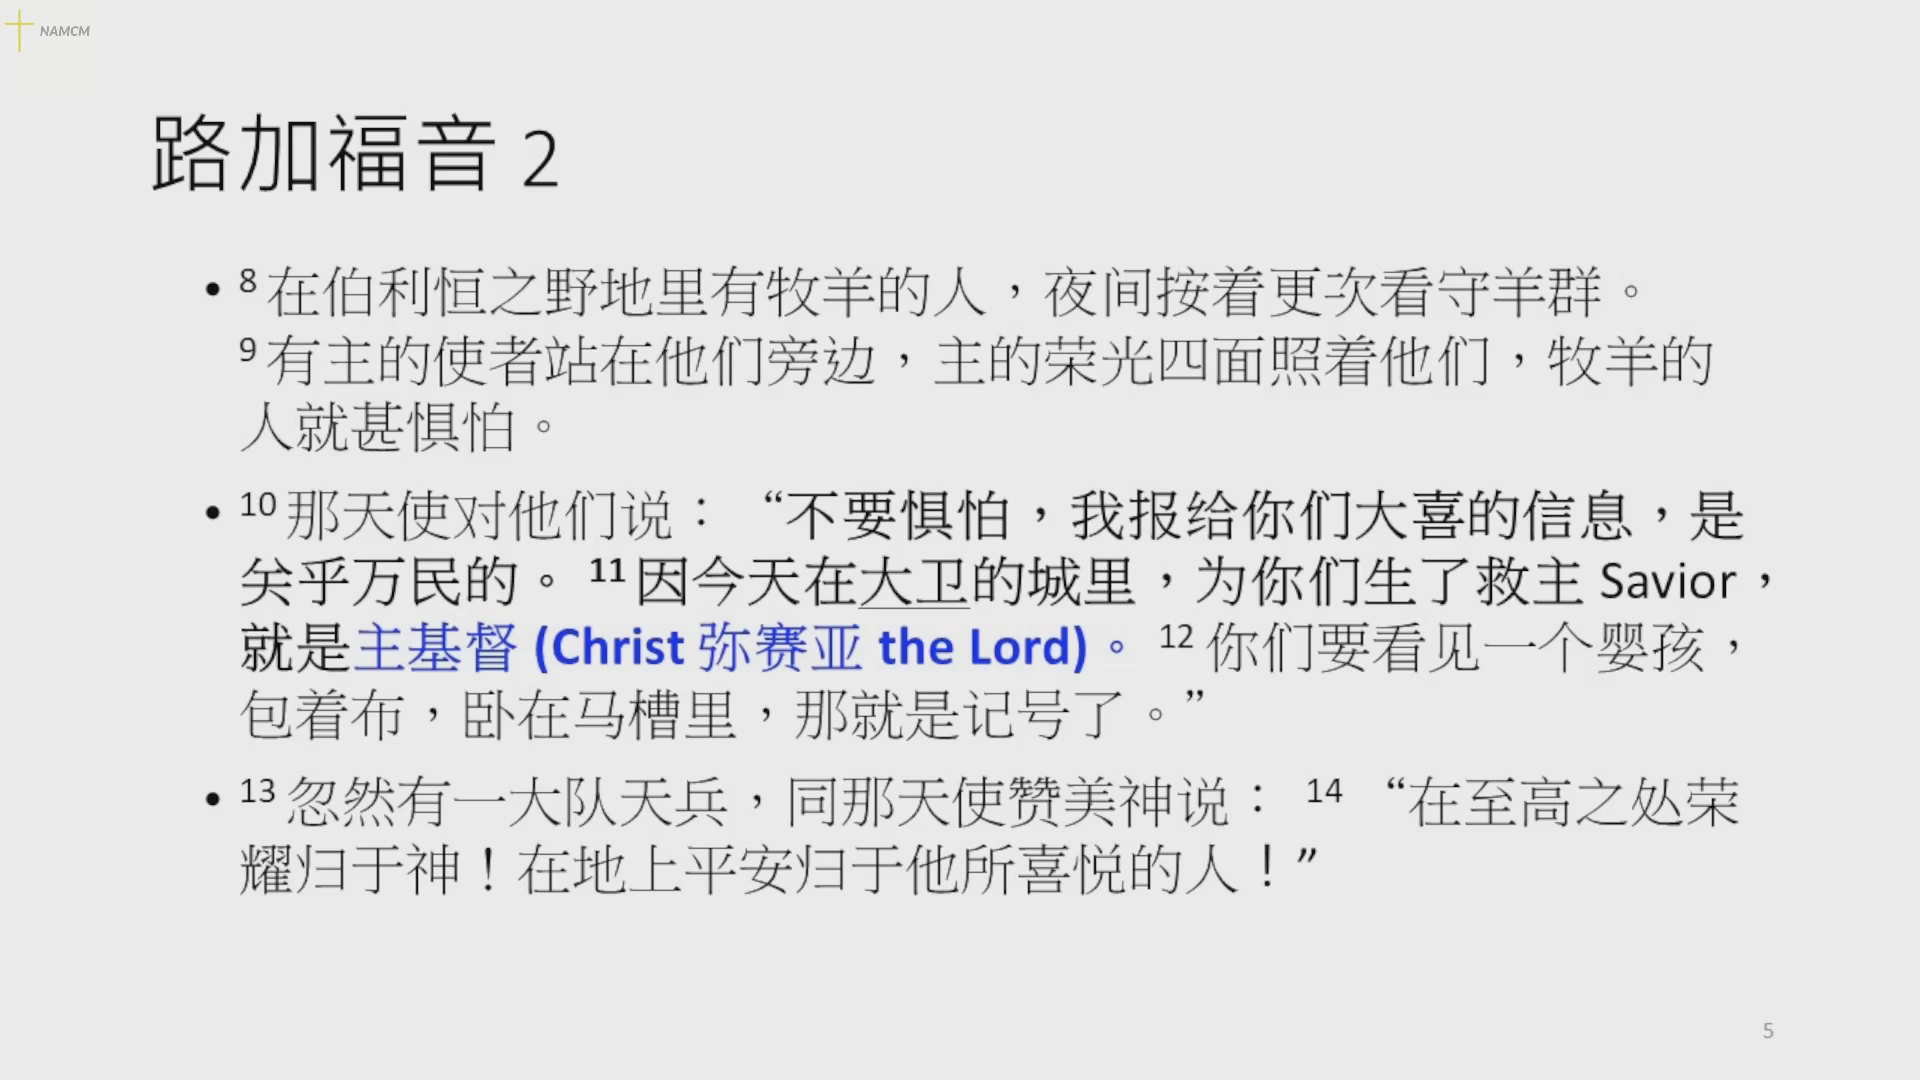 NAMCM
路加福音 2
• 8 在伯利恒之野地里有牧羊的人，夜间按着更次看守羊群。
9 有主的使者站在他们旁边，主的荣光四面照着他们，牧羊的
人就甚惧怕。
• 10 那天使对他们说： “不要惧怕，我报给你们大喜的信息，是
关乎万民的。 11 因今天在大卫的城里，为你们生了救主 Savior，
就是主基督 (Christ 弥赛亚 the Lord)。 12 你们要看见一个婴孩，
包着布，卧在马槽里，那就是记号了。”
• 13 忽然有一大队天兵，同那天使赞美神说： 14 “在至高之处荣
耀归于神！在地上平安归于他所喜悦的人！”
5